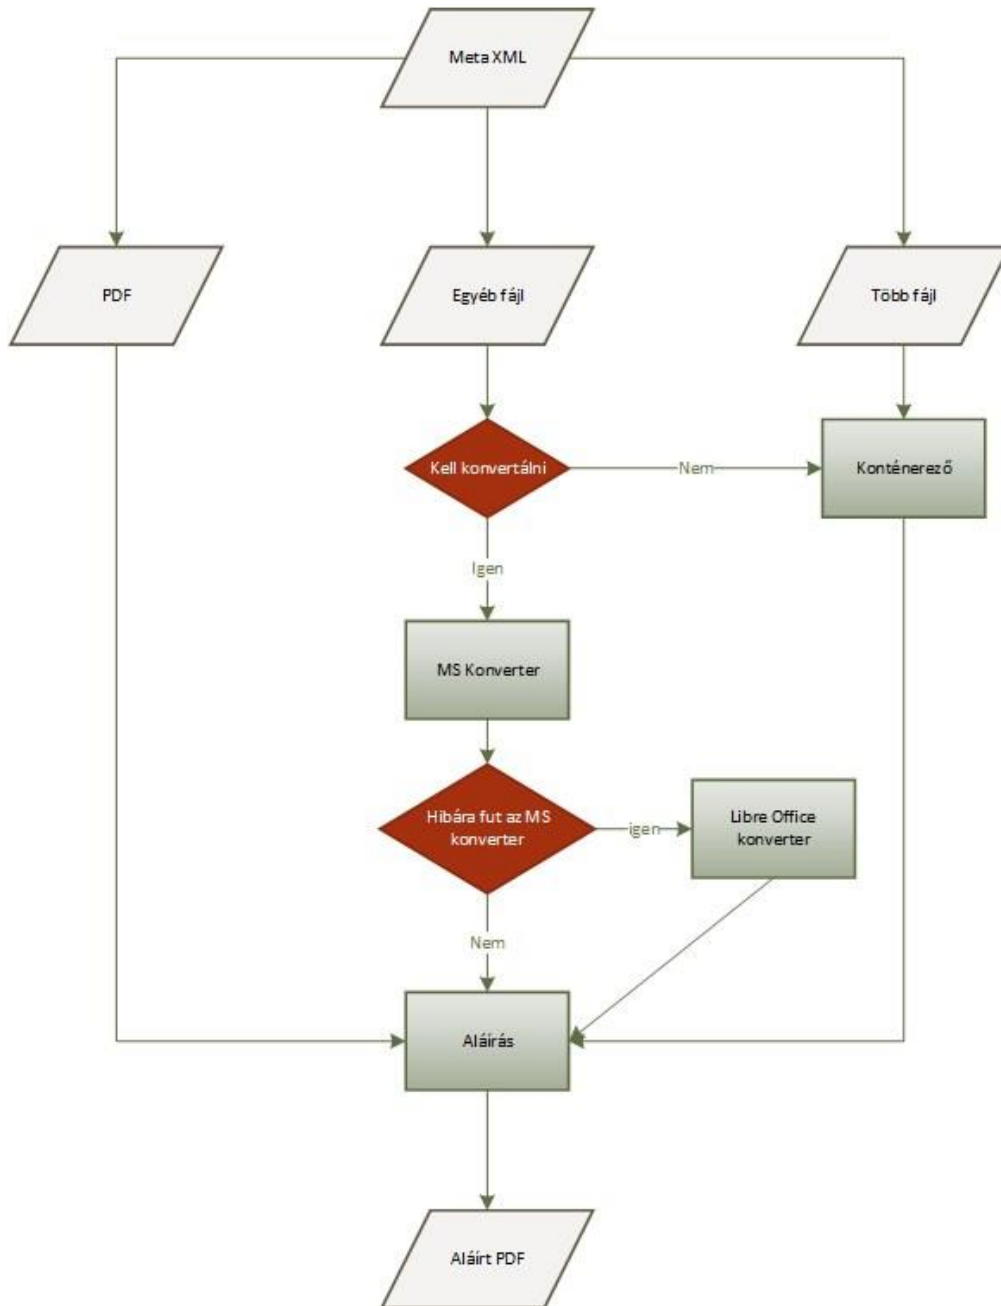 Meta XML
PDF
Egyéb fájl
Több fájl
Kell konvertálni
Nem
Konténerező
Igen
MS Konverter
Hibára fut az MS
konverter
igen
Libre Office
konverter
Nem
Aláírás
Aláírt PDF